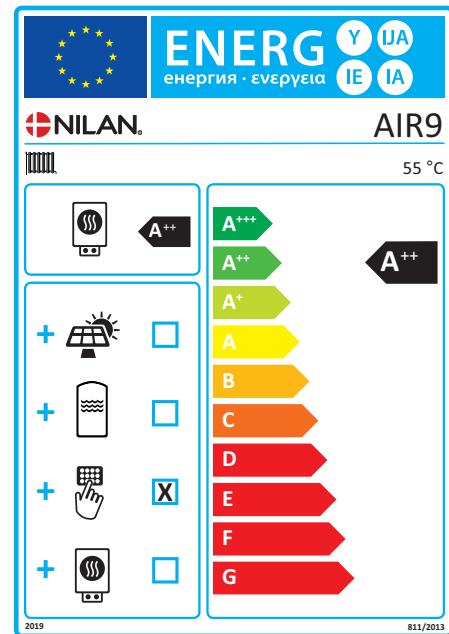 ENERG
енергия · ενεργεια
Y IJA
IE IA
NILAN®
AIR9
55 °C
A++
X
A+++
A++
A+
A
B
C
D
E
F
G
A++
2019
811/2013